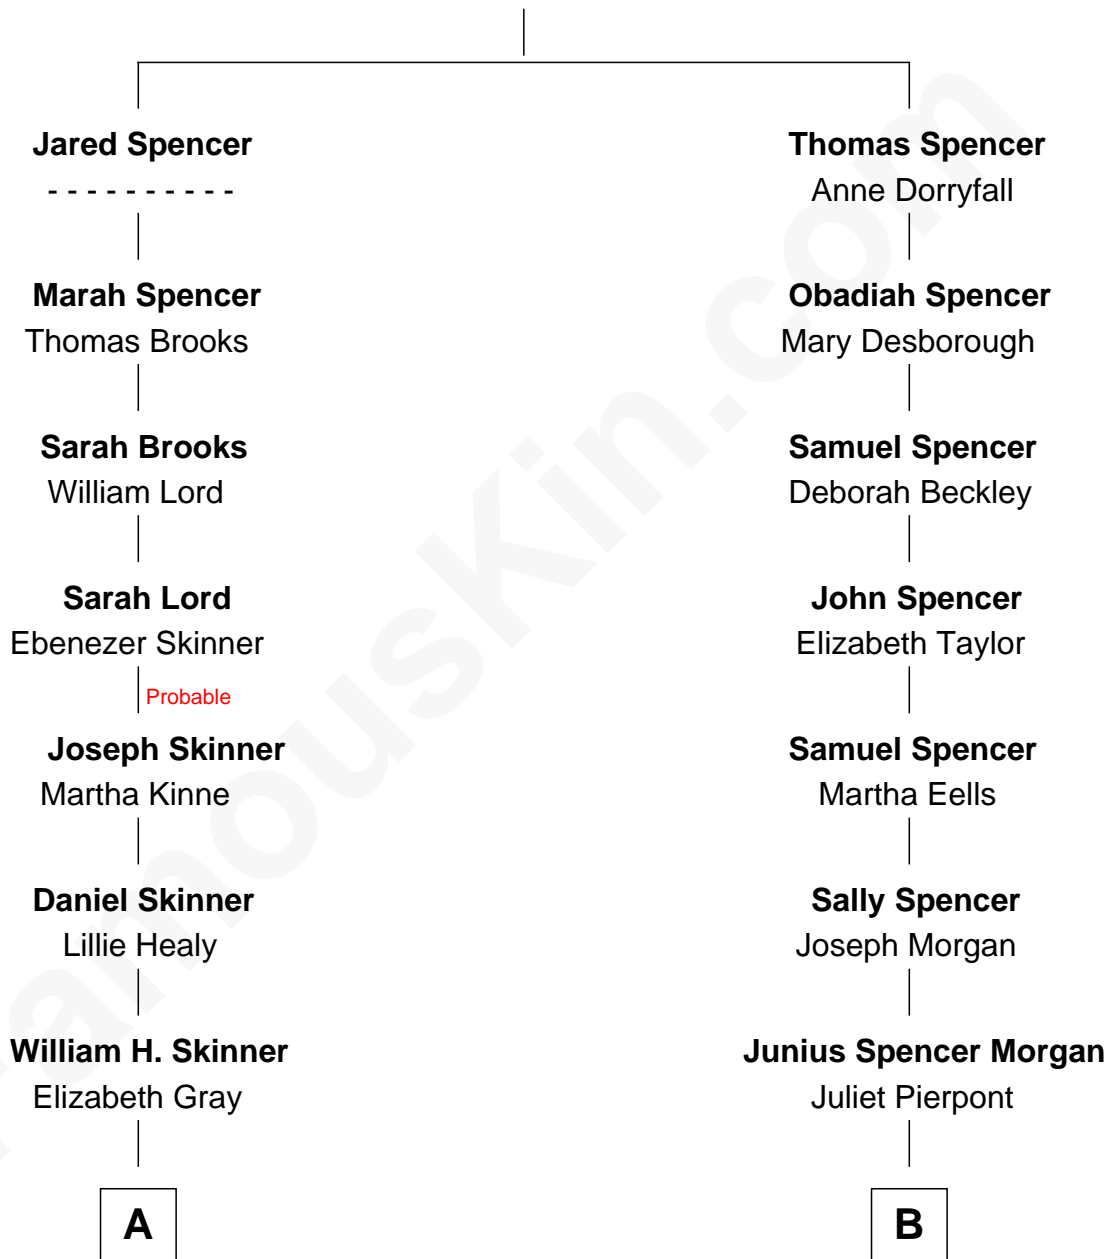 Jared Spencer
- - - - - - - - - -
Marah Spencer
Thomas Brooks
Sarah Brooks
William Lord
Sarah Lord
Ebenezer Skinner
Probable
Joseph Skinner
Martha Kinne
Daniel Skinner
Lillie Healy
William H. Skinner
Elizabeth Gray
A
Thomas Spencer
Anne Dorryfall
Obadiah Spencer
Mary Desborough
Samuel Spencer
Deborah Beckley
John Spencer
Elizabeth Taylor
Samuel Spencer
Martha Eells
Sally Spencer
Joseph Morgan
Junius Spencer Morgan
Juliet Pierpont
B
FamousKin.com